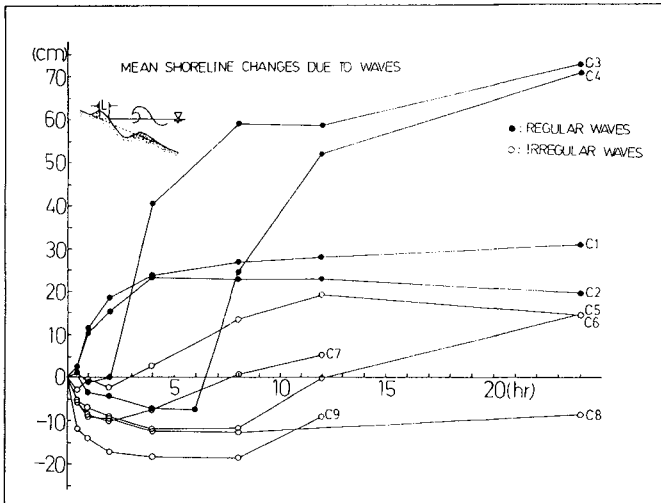 (cm)
MEAN SHORELINE CHANGES DUE TO WAVES
70
60
50
40
30
20
10
0
-10
-20
L
5
10
15
20(hr)
● : REGULAR WAVES
○ : IRREGULAR WAVES
C3
C4
C1
C2
C5
C6
C7
C9
C8